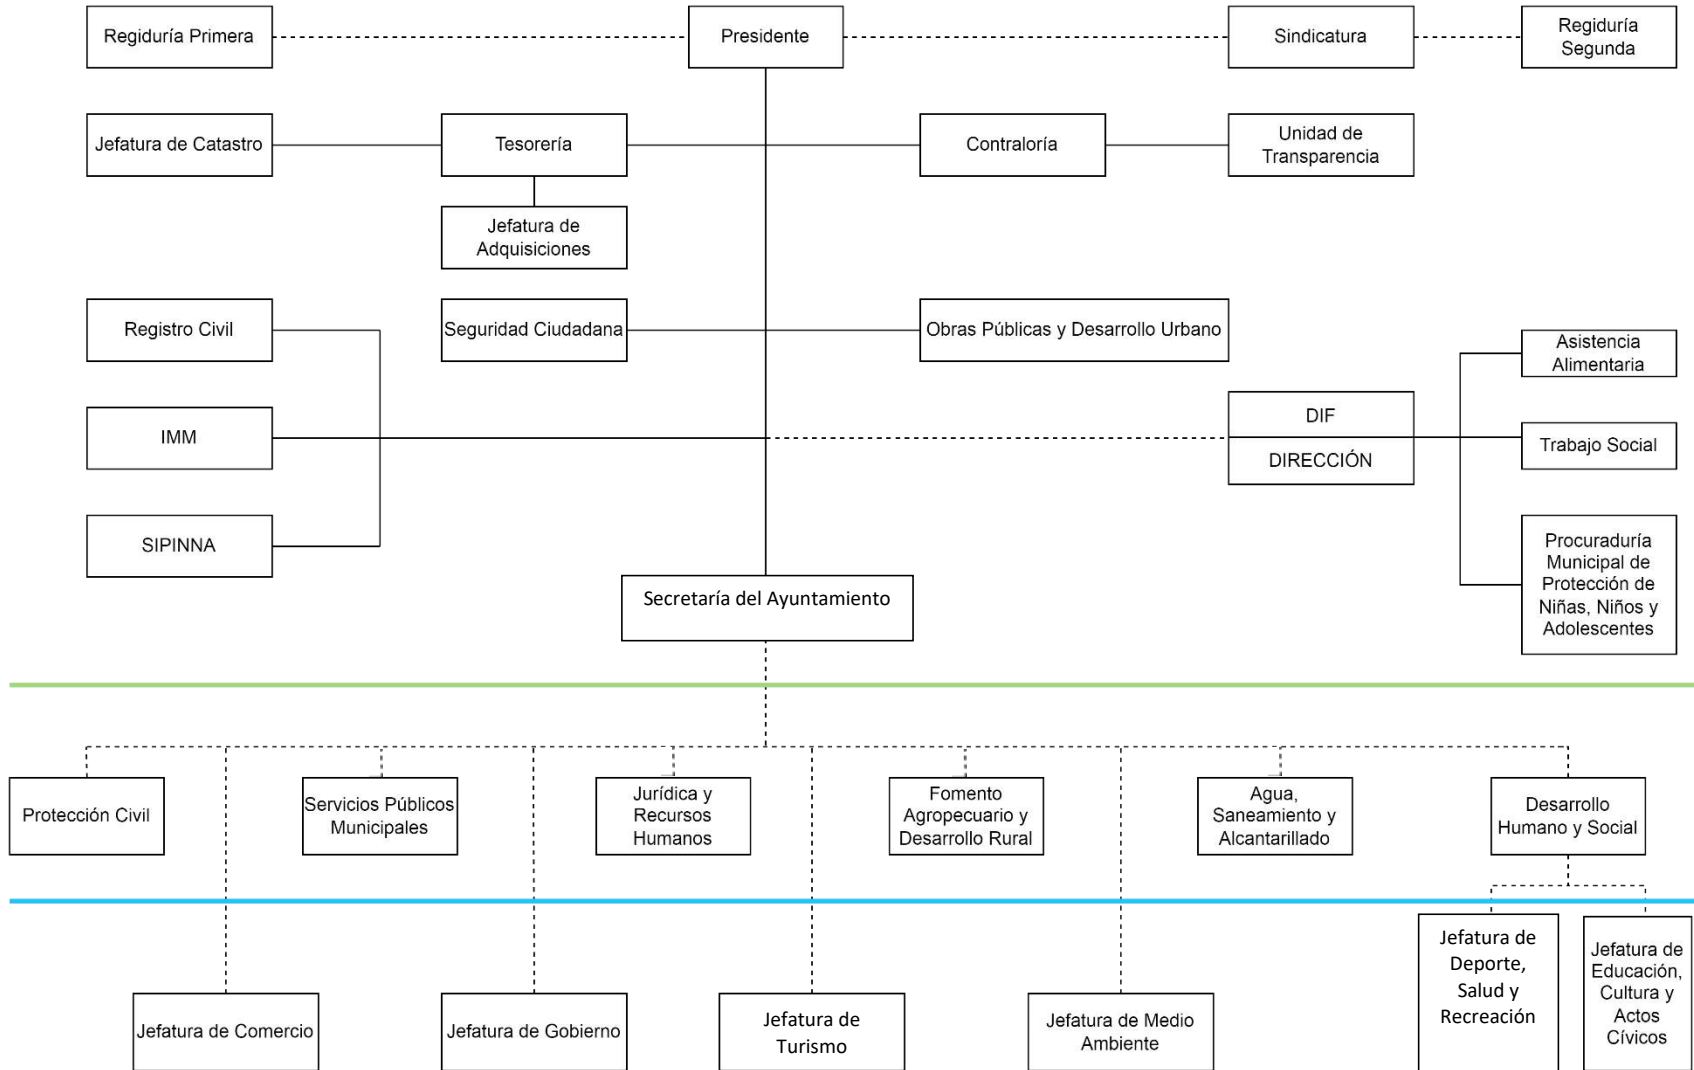 Regiduría Primera
Presidente
Sindicatura
Regiduría
Segunda
Jefatura de Catastro
Tesorería
Contraloría
Unidad de
Transparencia
Jefatura de
Adquisiciones
Registro Civil
Seguridad Ciudadana
Obras Públicas y Desarrollo Urbano
Asistencia
Alimentaria
IMM
DIF
DIRECCIÓN
Trabajo Social
SIPINNA
Procuraduría
Municipal de
Protección de
Niñas, Niños y
Adolescentes
Secretaría del Ayuntamiento
Protección Civil
Servicios Públicos
Municipales
Jurídica y
Recursos
Humanos
Fomento
Agropecuario y
Desarrollo Rural
Agua,
Saneamiento y
Alcantarillado
Desarrollo
Humano y Social
Jefatura de Comercio
Jefatura de Gobierno
Jefatura de
Turismo
Jefatura de Medio
Ambiente
Jefatura de
Deporte,
Salud y
Recreación
Jefatura de
Educación,
Cultura y
Actos
Cívicos